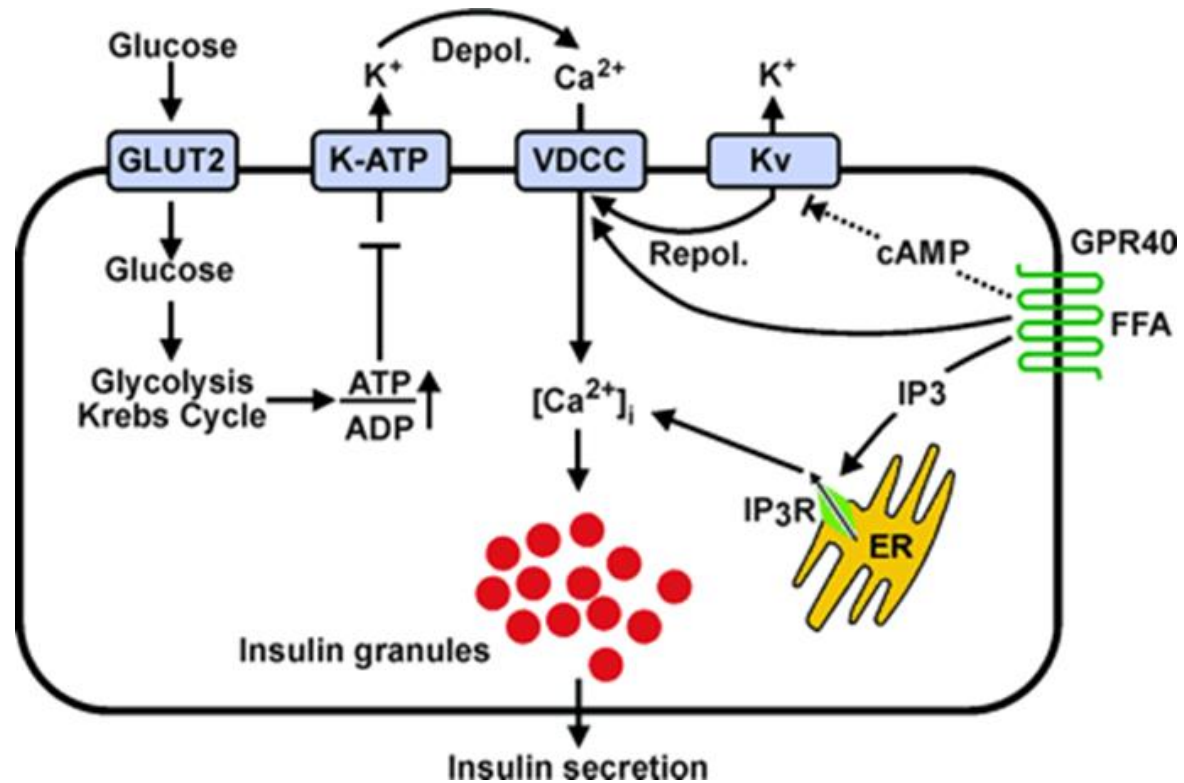 Glucose
Depol.
K+
Ca2+
K+
GLUT2
K-ATP
VDCC
Kv
Repol.
cAMP
GPR40
Glucose
FFA
Glycolysis
Krebs Cycle
ATP
ADP
[Ca2+]i
IP3
IP3R
ER
Insulin granules
Insulin secretion